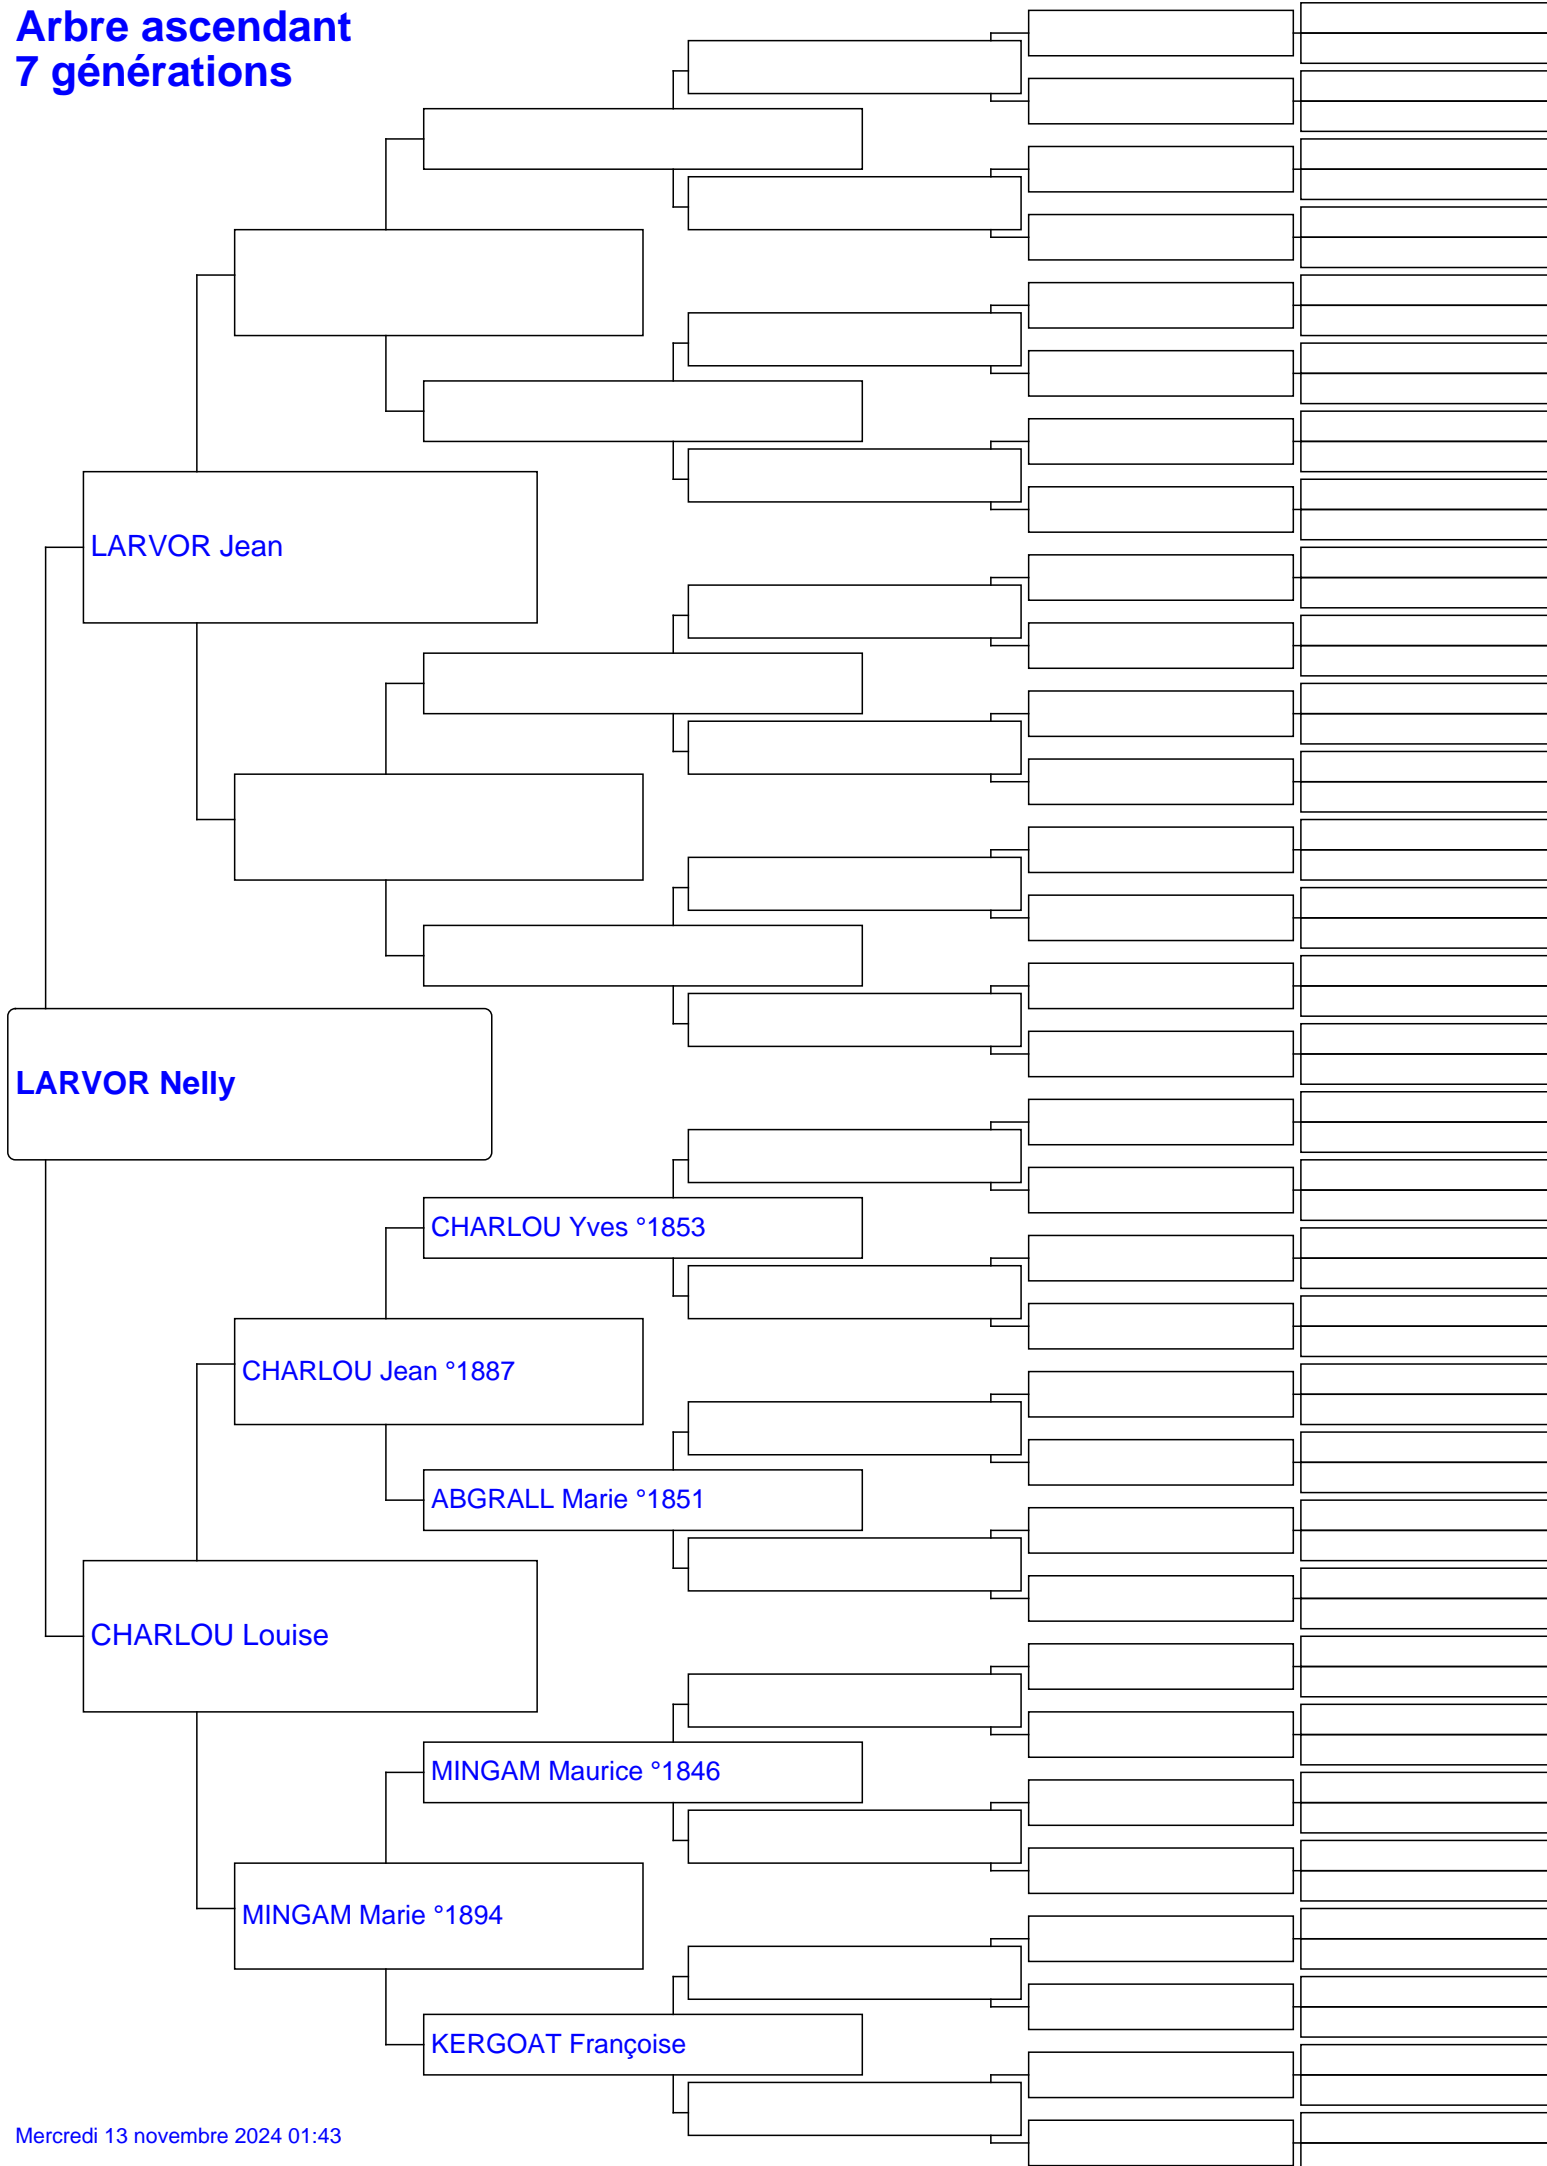 Arbre ascendant
7 générations
LARVOR Jean
LARVOR Nelly
CHARLOU Yves °1853
CHARLOU Jean °1887
ABGRALL Marie °1851
CHARLOU Louise
MINGAM Maurice °1846
MINGAM Marie °1894
KERGOAT Françoise
Mercredi 13 novembre 2024 01:43